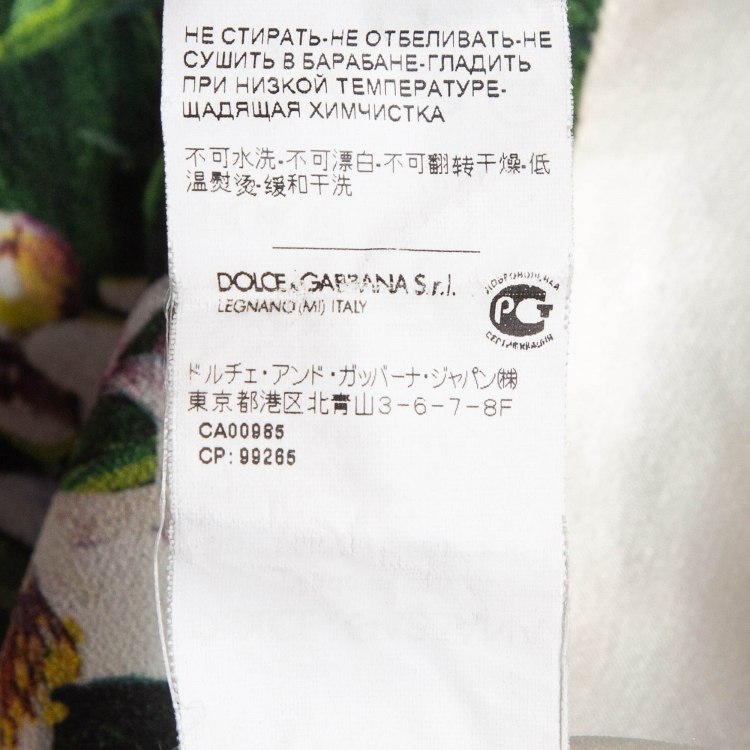 НЕ СТИРАТЬ-НЕ ОТБЕЛИВАТЬ-НЕ
СУШИТЬ В БАРАБАНЕ-ГЛАДИТЬ
ПРИ НИЗКОЙ ТЕМПЕРАТУРЕ-
ЩАДЯЩАЯ ХИМЧИСТКА
不可水洗-不可漂白-不可翻转干燥-低
温熨烫-缓和干洗
DOLCE & GABBANA S.r.l.
LEGNANO (MI) ITALY
ДОБРОВОЛЬНАЯ
РСТ
СЕРТИФИКАЦИЯ
ドルチェ・アンド・ガッバーナ・ジャパン㈱
東京都港区北青山3-6-7-8F
CA00965
CP: 99265